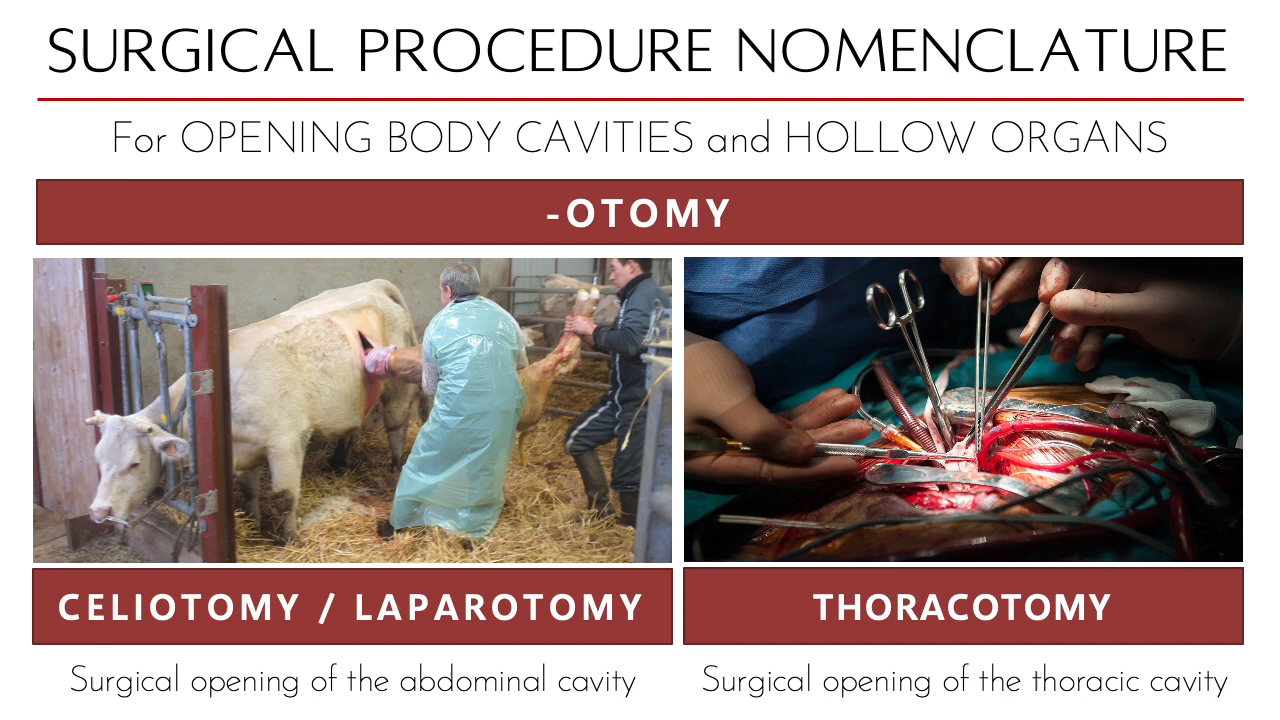 SURGICAL PROCEDURE NOMENCLATURE
For OPENING BODY CAVITIES and HOLLOW ORGANS
-OTOMY
CELIOTOMY / LAPAROTOMY
THORACOTOMY
Surgical opening of the abdominal cavity
Surgical opening of the thoracic cavity